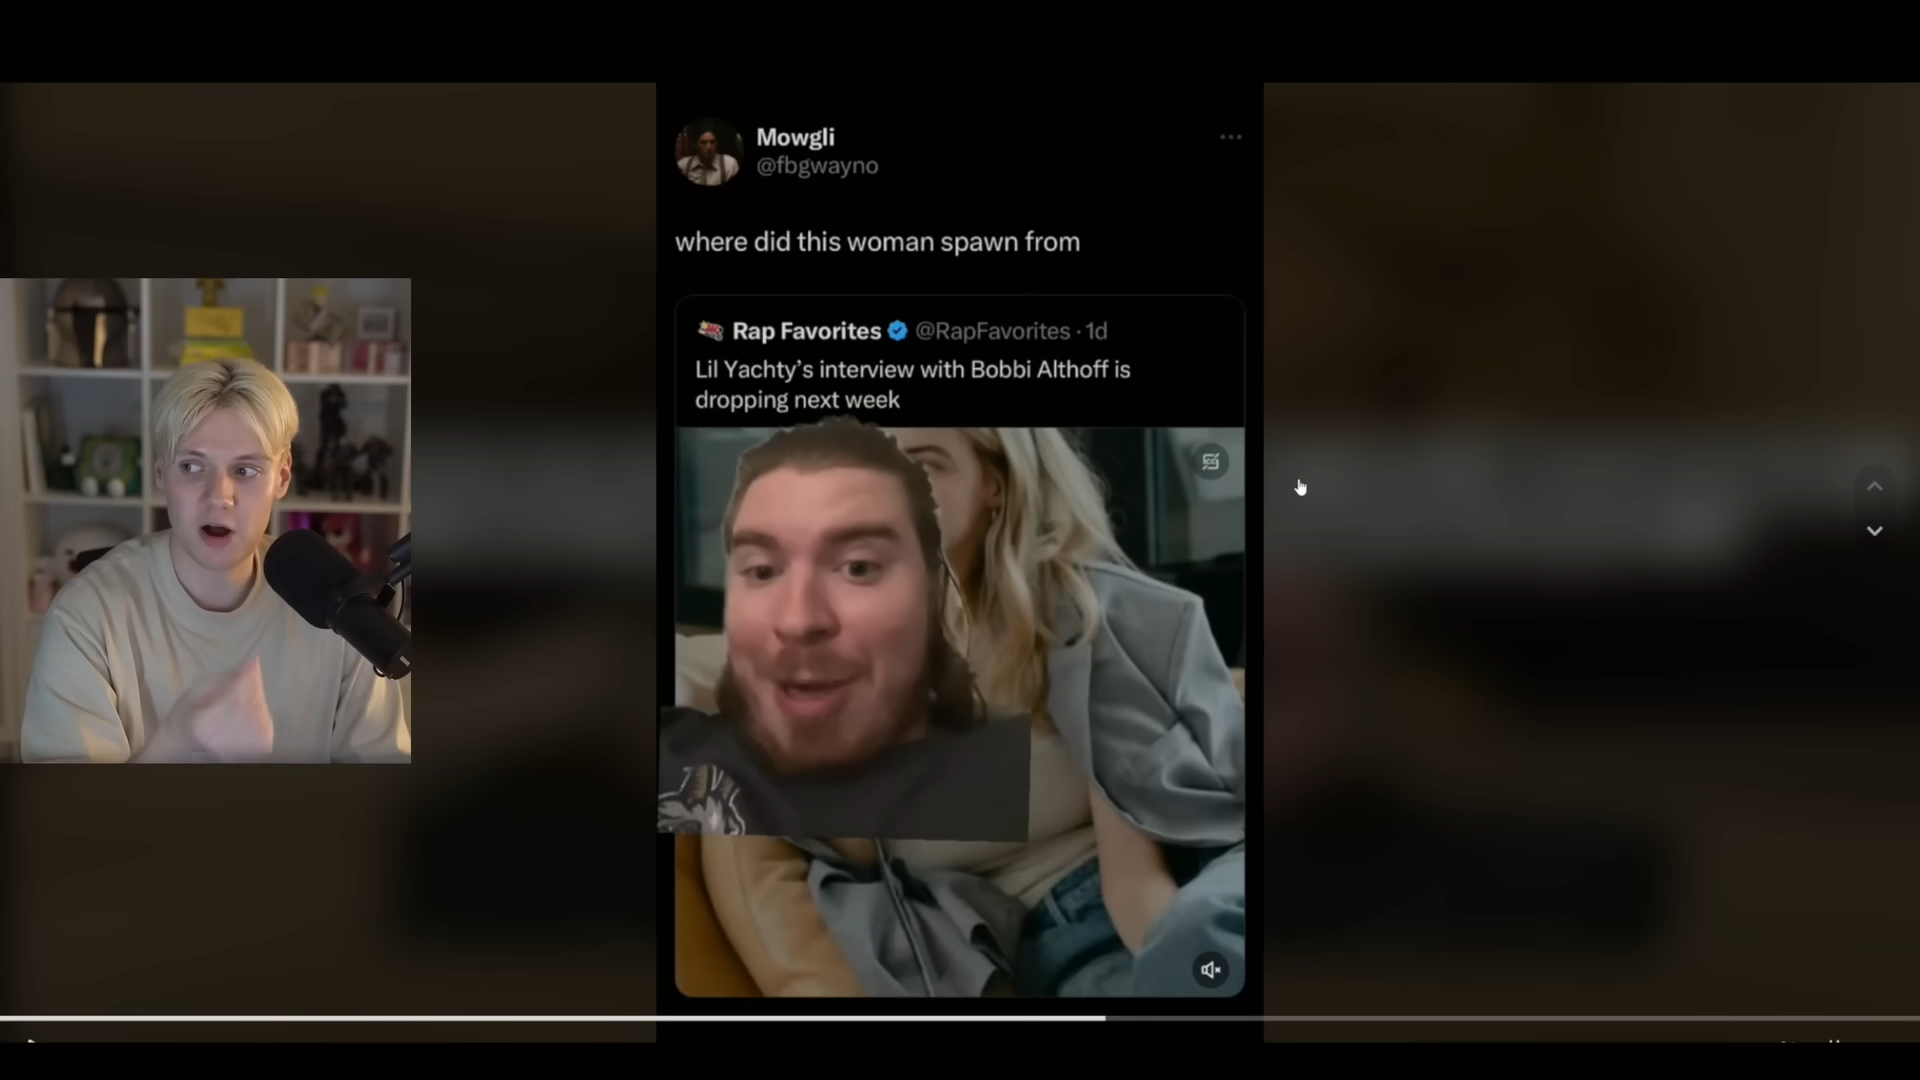 Mowgli
@fbgwayno
where did this woman spawn from
Rap Favorites @RapFavorites · 1d
Lil Yachty’s interview with Bobbi Althoff is
dropping next week